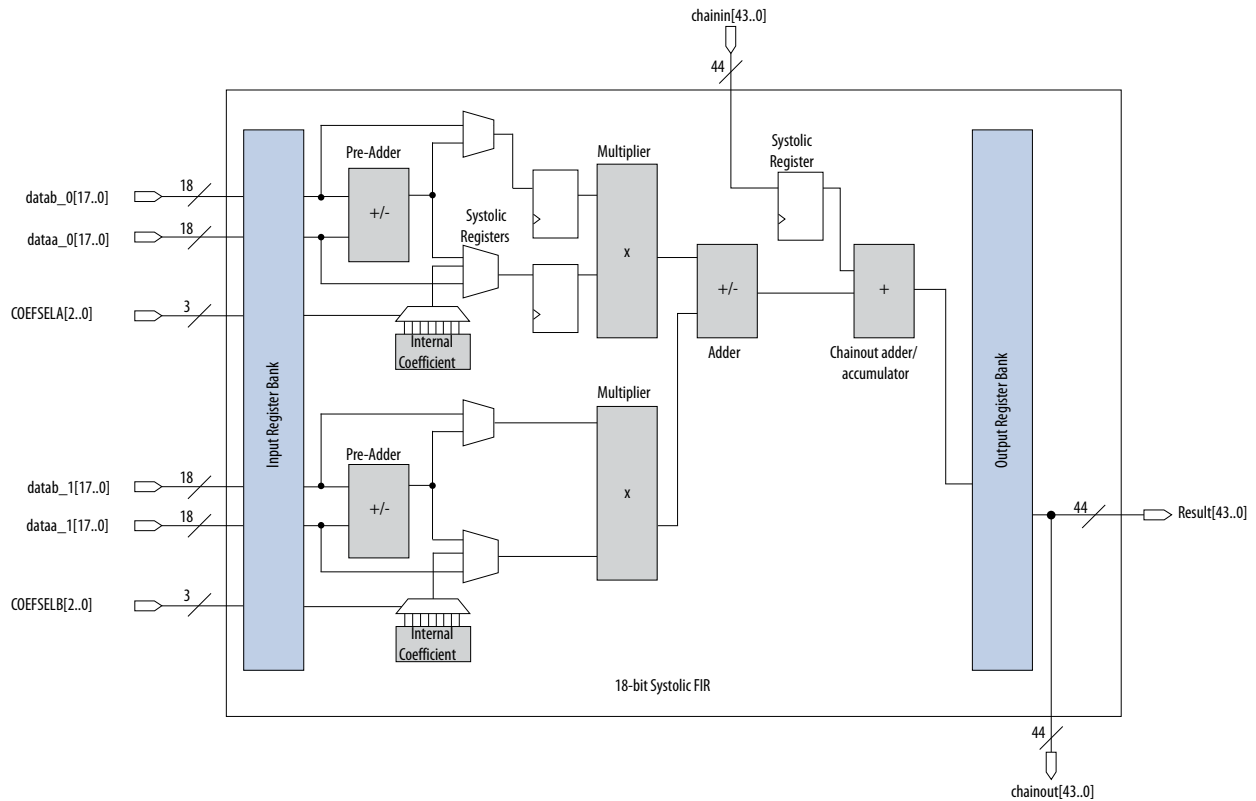 chainin[43..0]
44
Systolic
Register
Pre-Adder
Multiplier
datab_0[17..0]
18
+/-
Systolic
Registers
dataa_0[17..0]
18
x
+/-
+
COEFSELA[2..0]
3
Internal
Coefficient
Adder
Chainout adder/
accumulator
Input Register Bank
Output Register Bank
Multiplier
Pre-Adder
datab_1[17..0]
18
+/-
x
dataa_1[17..0]
18
44
Result[43..0]
COEFSELB[2..0]
3
Internal
Coefficient
18-bit Systolic FIR
44
chainout[43..0]